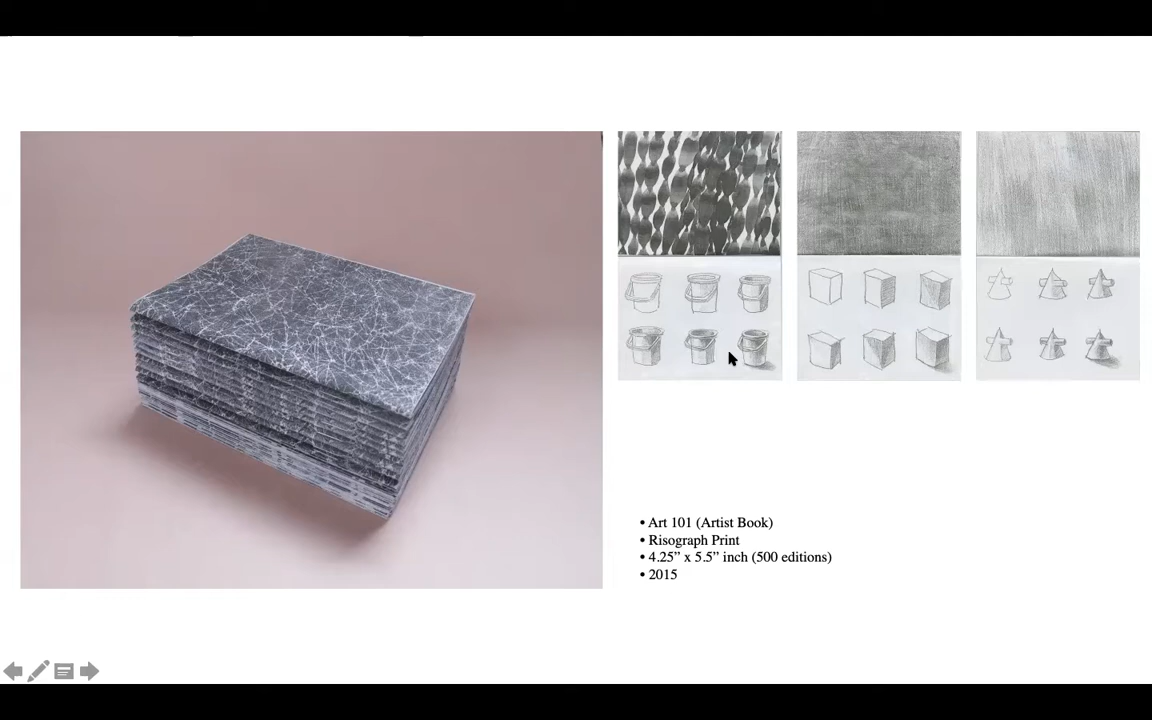 • Art 101 (Artist Book)
• Risograph Print
• 4.25” x 5.5” inch (500 editions)
• 2015